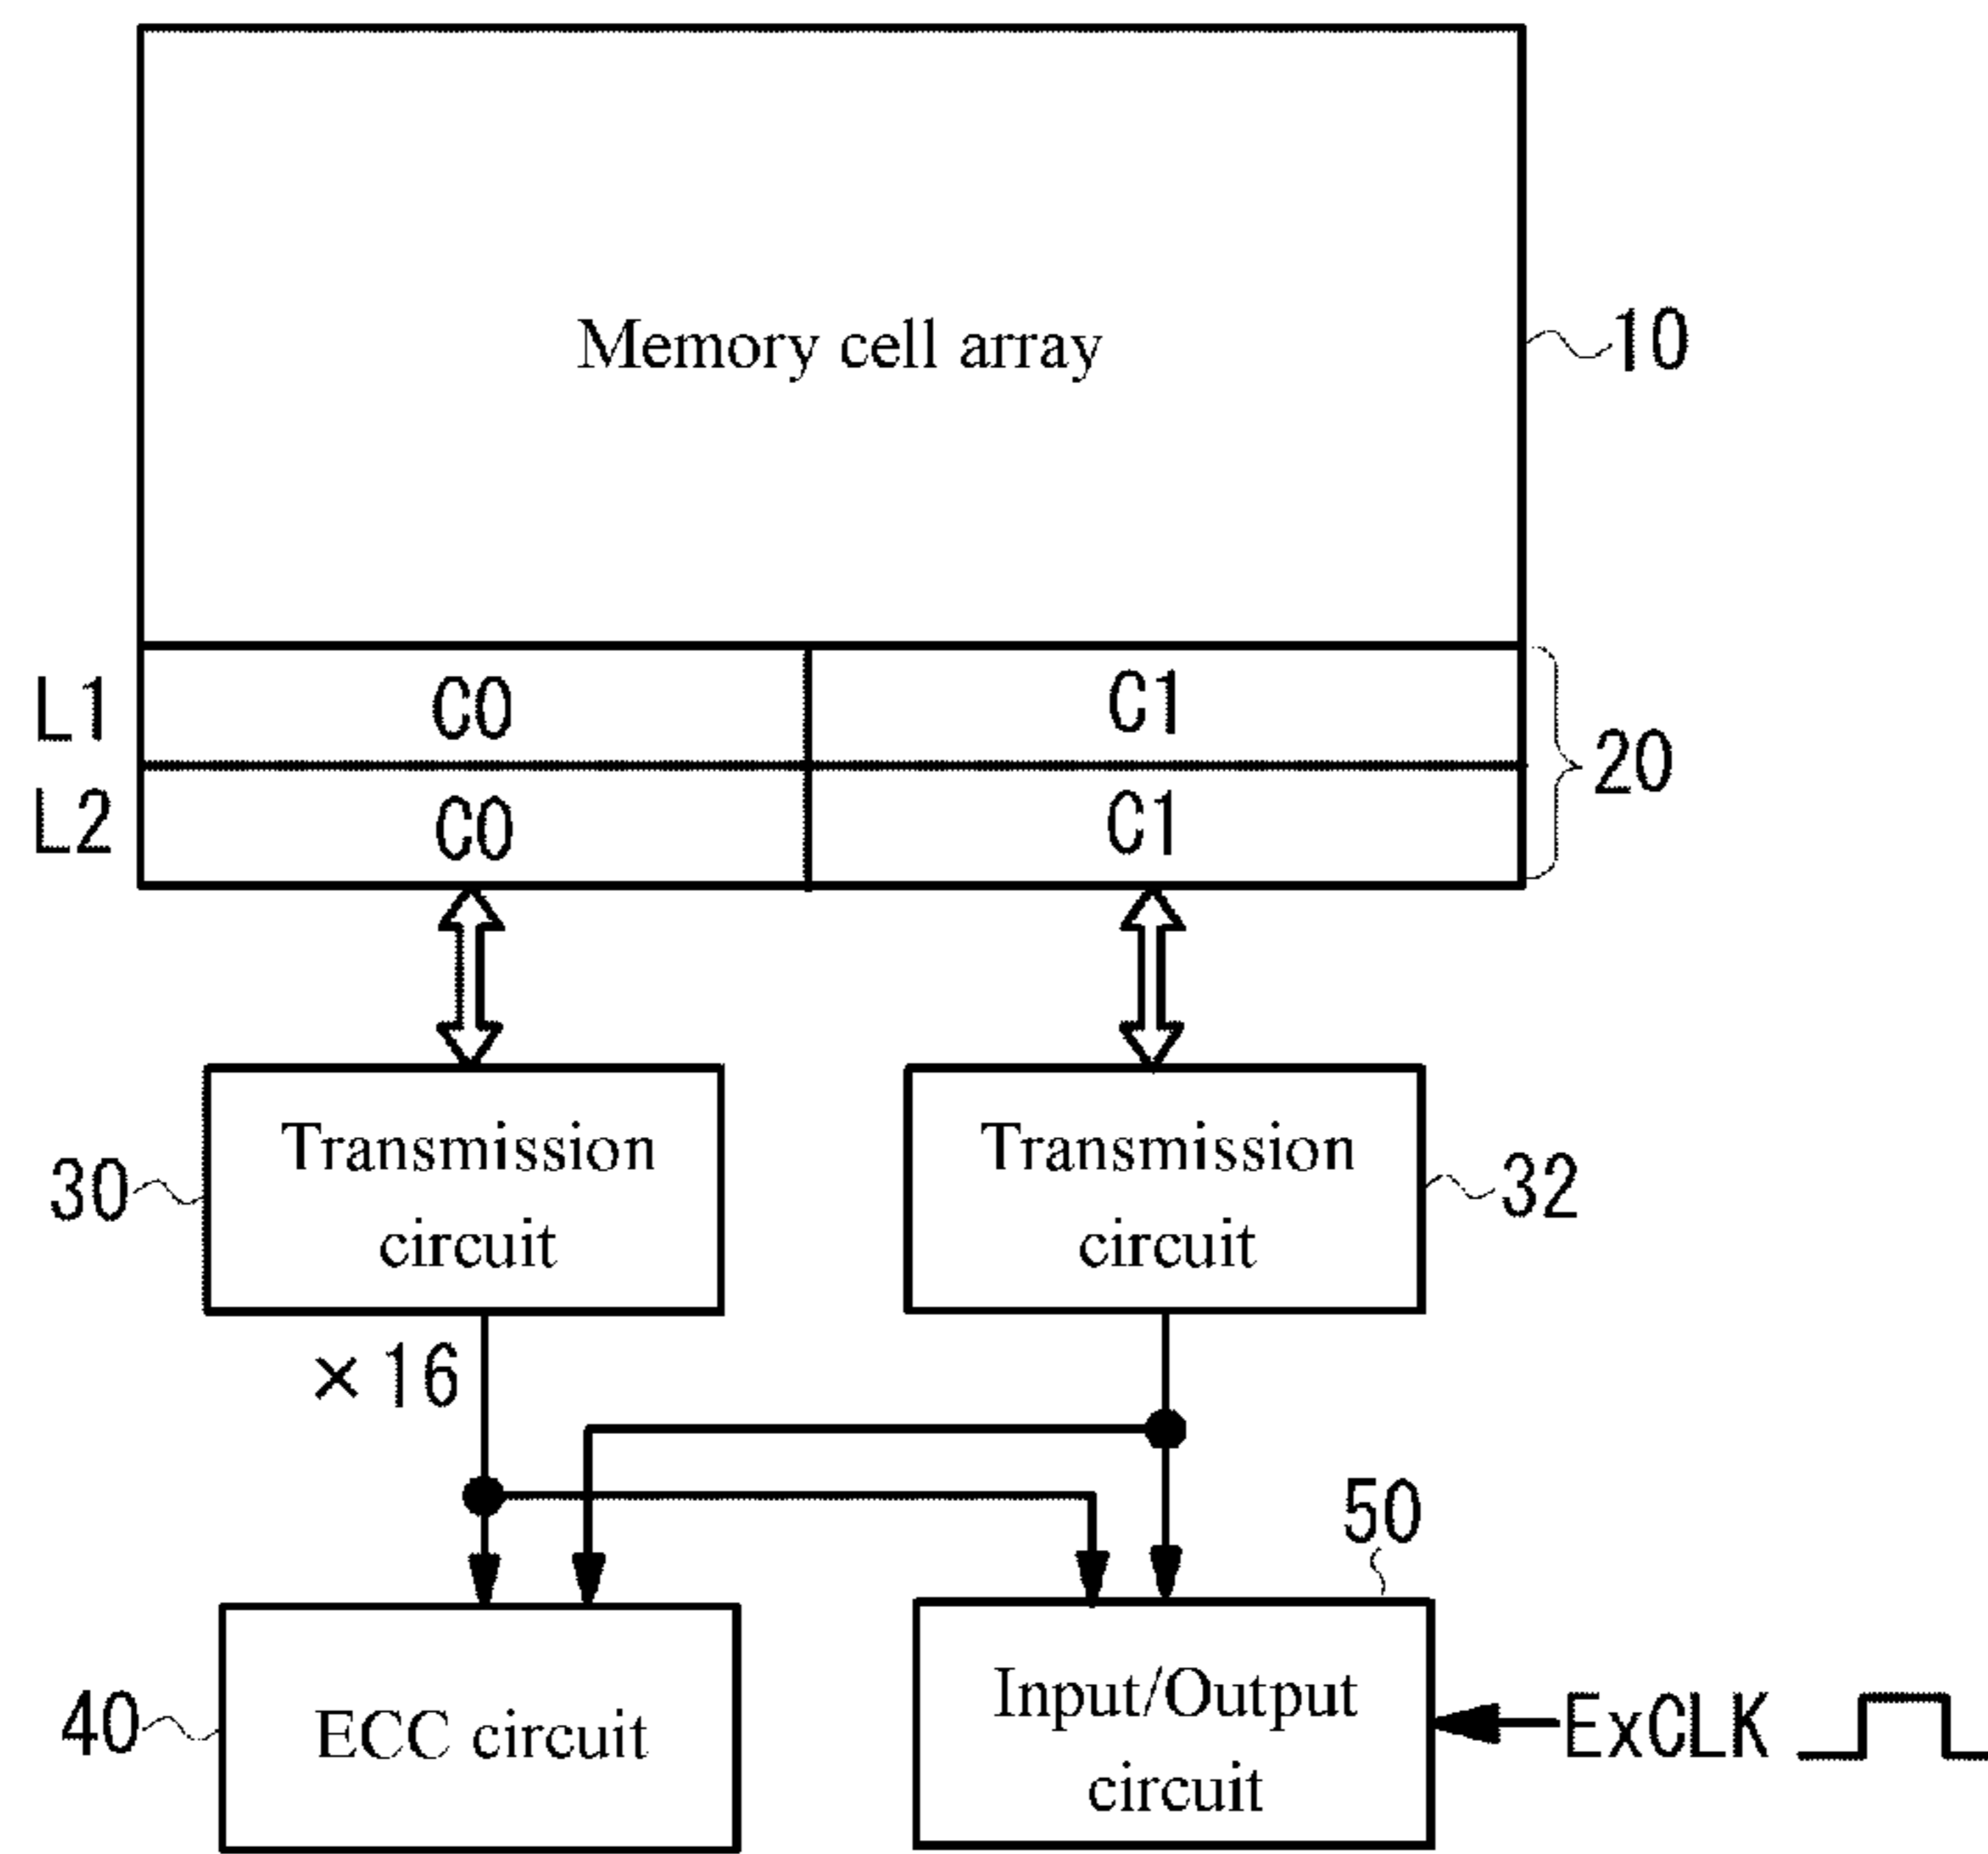 Memory cell array
10
L1
C0
C1
20
L2
C0
C1
30
Transmission
circuit
Transmission
circuit
32
×16
50
40
ECC circuit
Input/Output
circuit
ExCLK